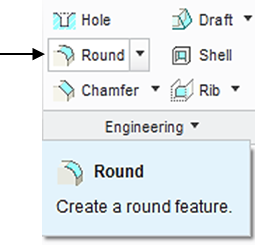 Hole Draft
Round Shell
Chamfer Rib
Engineering
Round
Create a round feature.